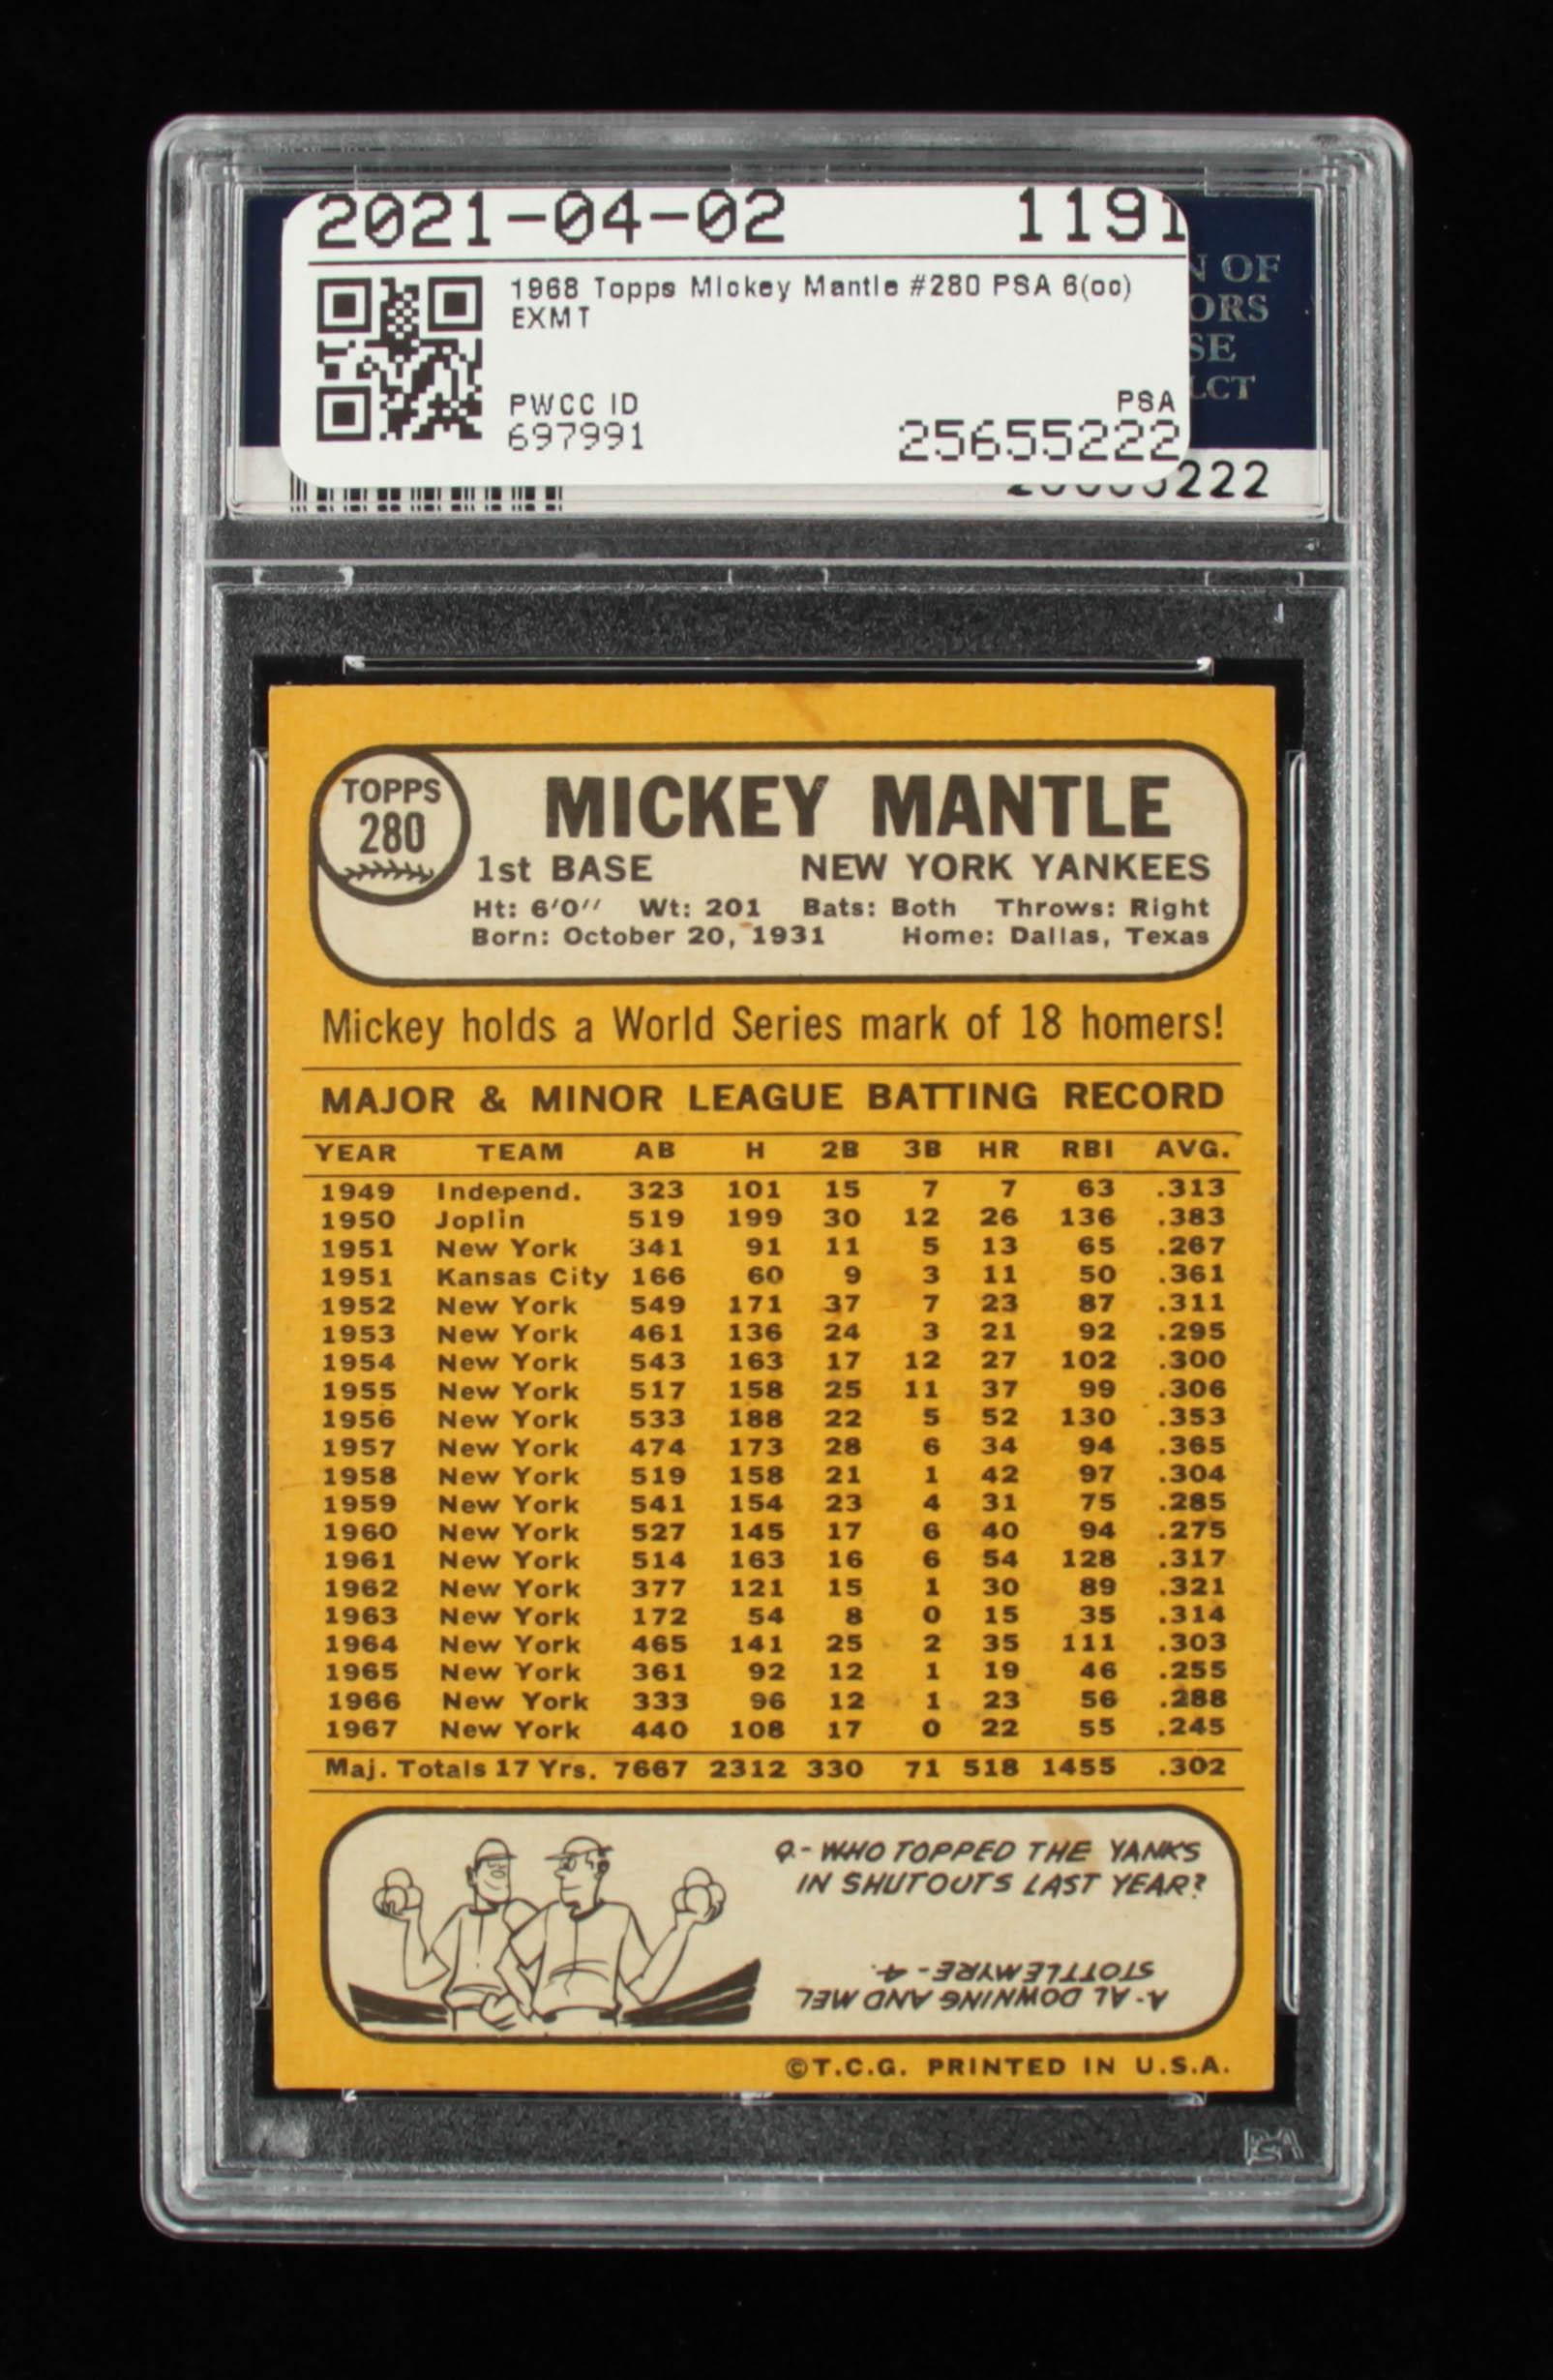 2021-04-02 1191
1968 Topps Mickey Mantle #280 PSA 6(oc)
EXMT
PWCC ID PSA
697991 25655222
OF
ORS
SE
LCT
222
TOPPS
280
MICKEY MANTLE
1st BASE NEW YORK YANKEES
Ht: 6'0" Wt: 201 Bats: Both Throws: Right
Born: October 20, 1931 Home: Dallas, Texas
Mickey holds a World Series mark of 18 homers!
MAJOR & MINOR LEAGUE BATTING RECORD
YEAR TEAM AB H 2B 3B HR RBI AVG.
1949 Independ. 323 101 15 7 7 63 .313
1950 Joplin 519 199 30 12 26 136 .383
1951 New York 341 91 11 5 13 65 .267
1951 Kansas City 166 60 9 3 11 50 .361
1952 New York 549 171 37 7 23 87 .311
1953 New York 461 136 24 3 21 92 .295
1954 New York 543 163 17 12 27 102 .300
1955 New York 517 158 25 11 37 99 .306
1956 New York 533 188 22 5 52 130 .353
1957 New York 474 173 28 6 34 94 .365
1958 New York 519 158 21 1 42 97 .304
1959 New York 541 154 23 4 31 75 .285
1960 New York 527 145 17 6 40 94 .275
1961 New York 514 163 16 6 54 128 .317
1962 New York 377 121 15 1 30 89 .321
1963 New York 172 54 8 0 15 35 .314
1964 New York 465 141 25 2 35 111 .303
1965 New York 361 92 12 1 19 46 .255
1966 New York 333 96 12 1 23 56 .288
1967 New York 440 108 17 0 22 55 .245
Maj. Totals 17 Yrs. 7667 2312 330 71 518 1455 .302
Q.- WHO TOPPED THE YANKS
IN SHUTOUTS LAST YEAR?
A.- AL DOWNING AND MEL
STOTTLEMYRE - 4.
©T.C.G. PRINTED IN U.S.A.
PSA